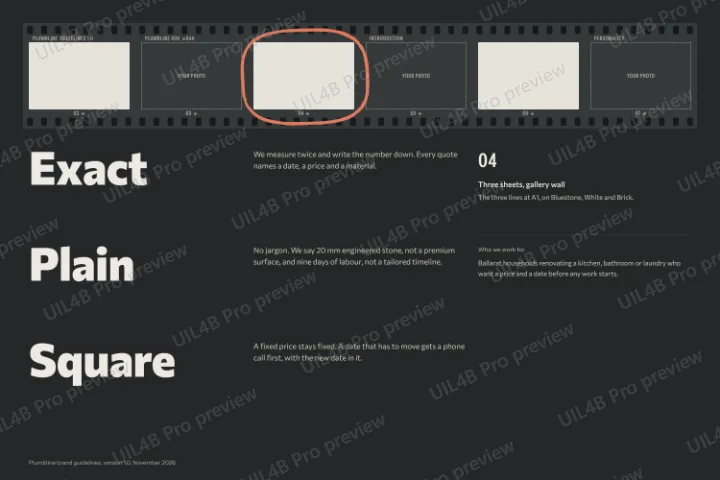 PLUMBLINE GUIDELINES 1.0
PLUMBLINE
INTRODUCTION
PERSONALITY
YOUR PHOTO
YOUR PHOTO
YOUR PHOTO
02
03
04
05
06
07
Exact
We measure twice and write the number down. Every quote
names a date, a price and a material.
04
Three sheets, gallery wall
The three lines at A1, on Bluestone, White and Brick.
Plain
No jargon. We say 20 mm engineered stone, not a premium
surface, and nine days of labour, not a tailored timeline.
Who we work for
Ballarat households renovating a kitchen, bathroom or laundry who
want a price and a date before any work starts.
Square
A fixed price stays fixed. A date that has to move gets a phone
call first, with the new date in it.
Plumbline brand guidelines, version 1.0, November 2026
UIL4B Pro preview